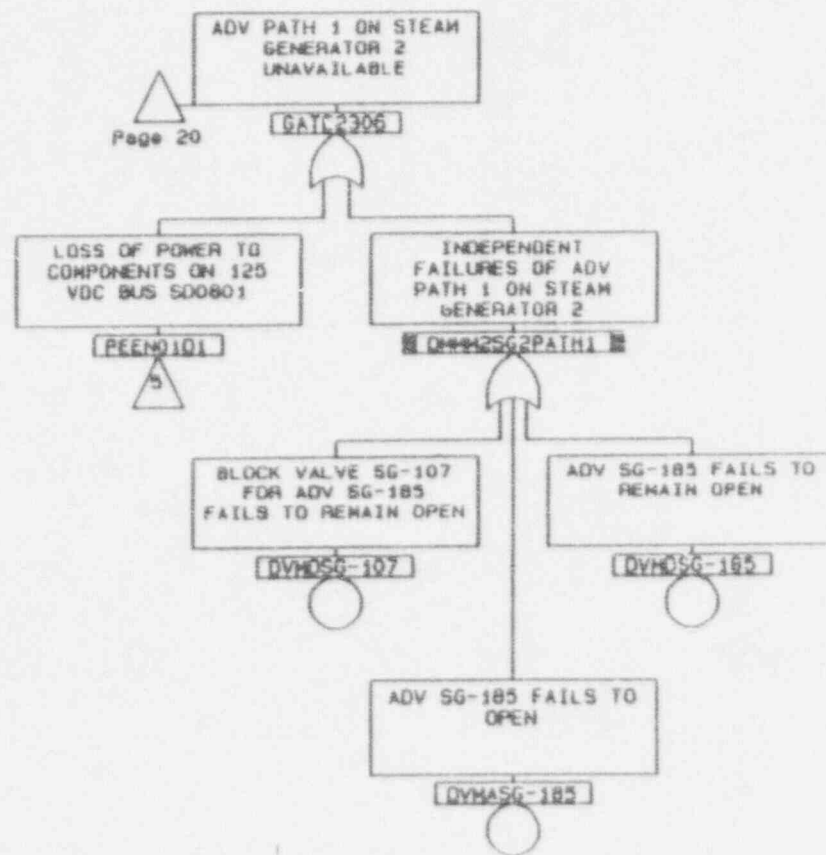 ADV PATH 1 ON STEAM
GENERATOR 2
UNAVAILABLE
Page 20
GATC2306
LOSS OF POWER TO
COMPONENTS ON 125
VDC BUS SD0801
PEEN0101
5
INDEPENDENT
FAILURES OF ADV
PATH 1 ON STEAM
GENERATOR 2
BLOCK VALVE SG-107
FOR ADV SG-185
FAILS TO REMAIN OPEN
DVMOSG-107
ADV SG-185 FAILS TO
REMAIN OPEN
ADV SG-185 FAILS TO
OPEN
DVMASG-185